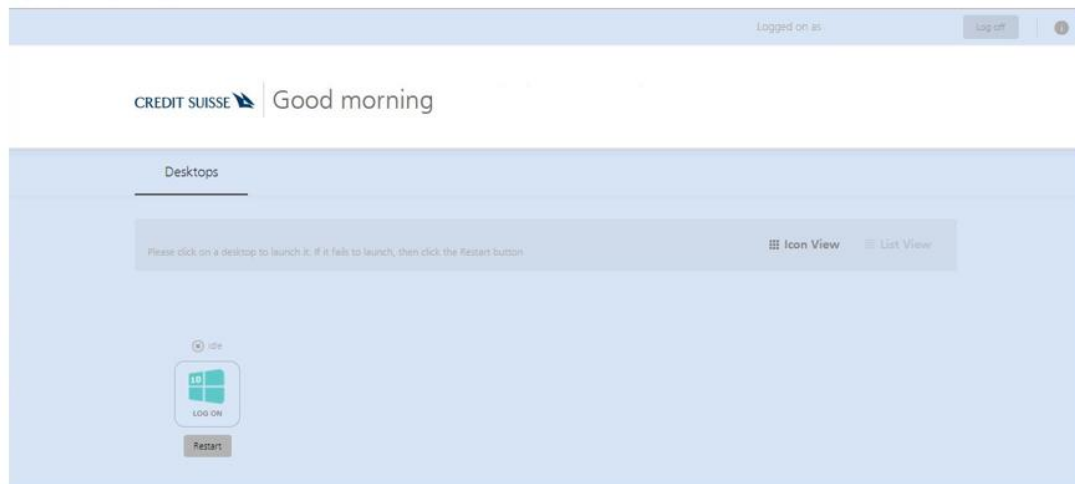 Logged on as
Log off
CREDIT SUISSE
Good morning
Desktops
Please click on a desktop to launch it. If it fails to launch, then click the Restart button
Icon View
List View
idle
10
LOG ON
Restart